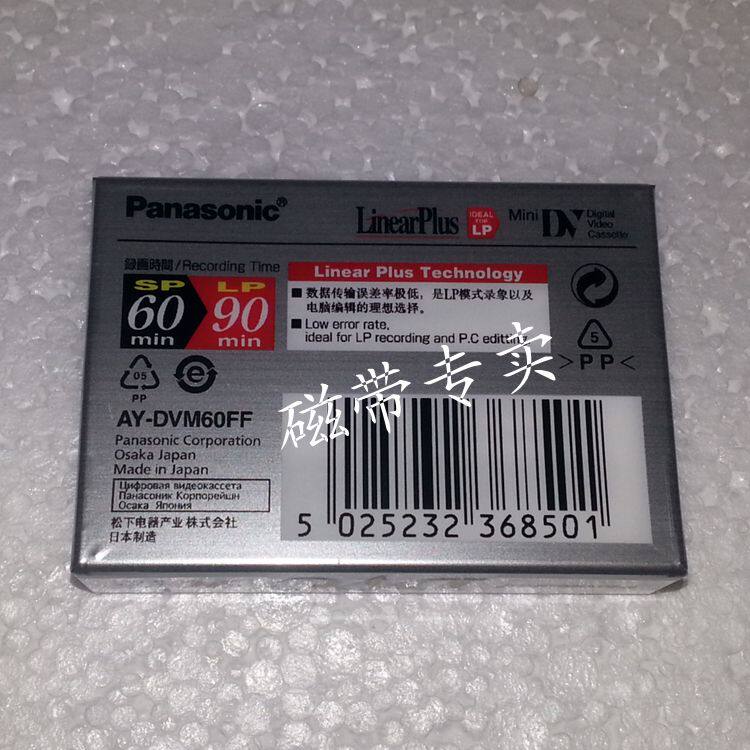 Panasonic®
LinearPlus IDEAL FOR LP
Mini DV Digital Video Cassette
録画時間/Recording Time
SP 60 min
LP 90 min
Linear Plus Technology
■ 数据传输误差率极低，是LP模式录象以及
电脑编辑的理想选择。
■ Low error rate,
ideal for LP recording and P.C editting
5
>PP<
05
PP
e
磁带专卖
AY-DVM60FF
Panasonic Corporation
Osaka Japan
Made in Japan
Цифровая видеокассета
Панасоник Корпорейшн
Осака Япония
松下电器产业 株式会社
日本制造
5 025232 368501